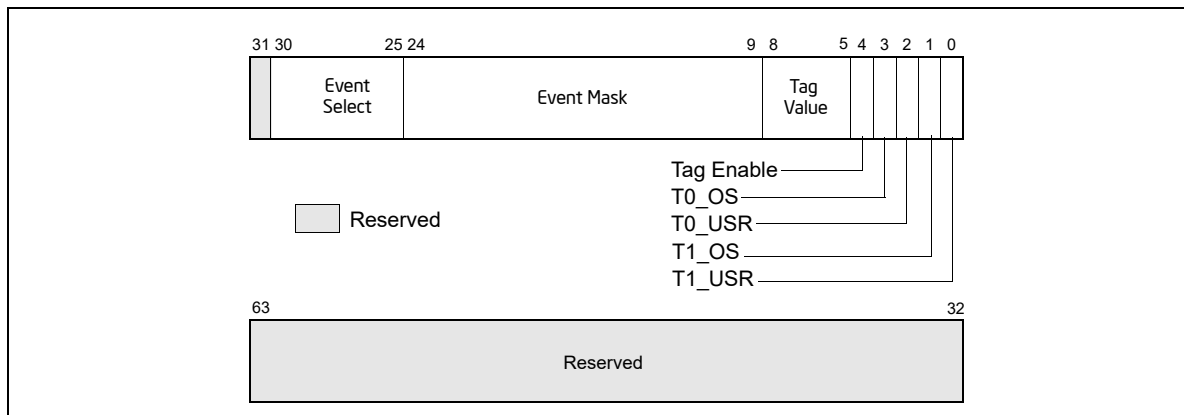 31 30 25 24 9 8 5 4 3 2 1 0
Event
Select
Event Mask
Tag
Value
Tag Enable
T0_OS
T0_USR
T1_OS
T1_USR
Reserved
63 32
Reserved